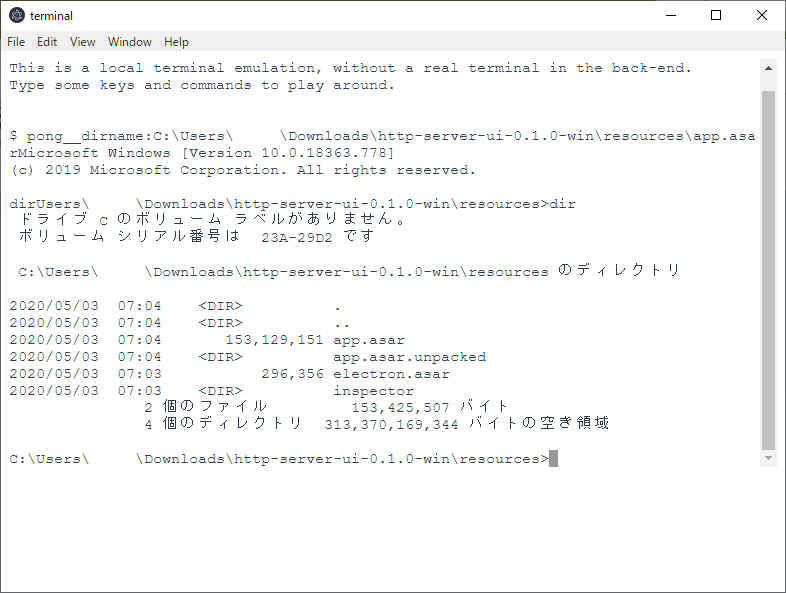 terminal
File Edit View Window Help
This is a local terminal emulation, without a real terminal in the back-end.
Type some keys and commands to play around.
$ pong__dirname:C:\Users\ \Downloads\http-server-ui-0.1.0-win\resources\app.asa
rMicrosoft Windows [Version 10.0.18363.778]
(c) 2019 Microsoft Corporation. All rights reserved.
dirUsers\ \Downloads\http-server-ui-0.1.0-win\resources>dir
ドライブ C のボリューム ラベルがありません。
ボリューム シリアル番号は 23A-29D2 です
C:\Users\ \Downloads\http-server-ui-0.1.0-win\resources のディレクトリ
2020/05/03 07:04 <DIR> .
2020/05/03 07:04 <DIR> ..
2020/05/03 07:04 153,129,151 app.asar
2020/05/03 07:04 <DIR> app.asar.unpacked
2020/05/03 07:03 296,356 electron.asar
2020/05/03 07:03 <DIR> inspector
2 個のファイル 153,425,507 バイト
4 個のディレクトリ 313,370,169,344 バイトの空き領域
C:\Users\ \Downloads\http-server-ui-0.1.0-win\resources>